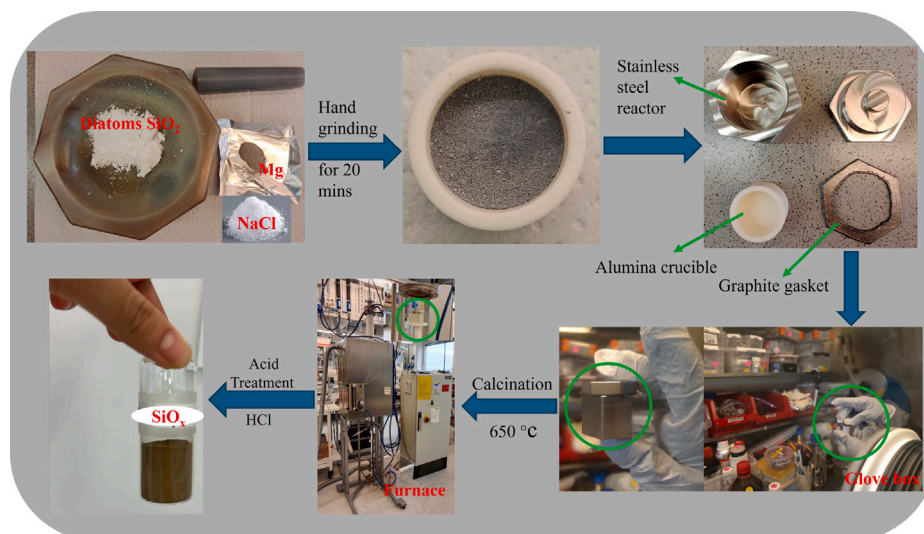 Diatoms SiO₂
Mg
NaCl
Hand
grinding
for 20
mins
Stainless
steel
reactor
Alumina crucible
Graphite gasket
Glove box
Calcination
650 °C
Furnace
Acid
Treatment
HCl
SiOₓ